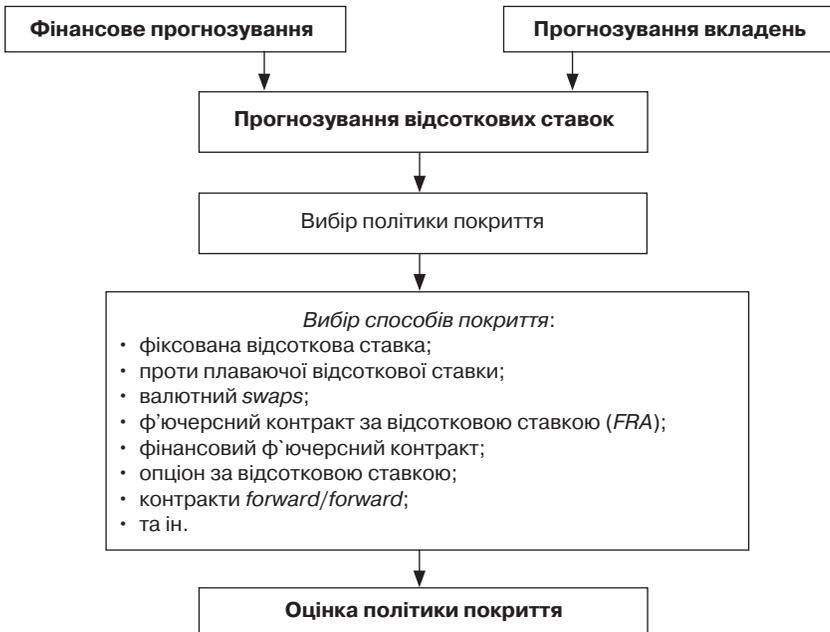 Фінансове прогнозування
Прогнозування вкладень
Прогнозування відсоткових ставок
Вибір політики покриття
Вибір способів покриття:
• фіксована відсоткова ставка;
• проти плаваючої відсоткової ставки;
• валютний swaps;
• ф'ючерсний контракт за відсотковою ставкою (FRA);
• фінансовий ф`ючерсний контракт;
• опціон за відсотковою ставкою;
• контракти forward/forward;
• та ін.
Оцінка політики покриття